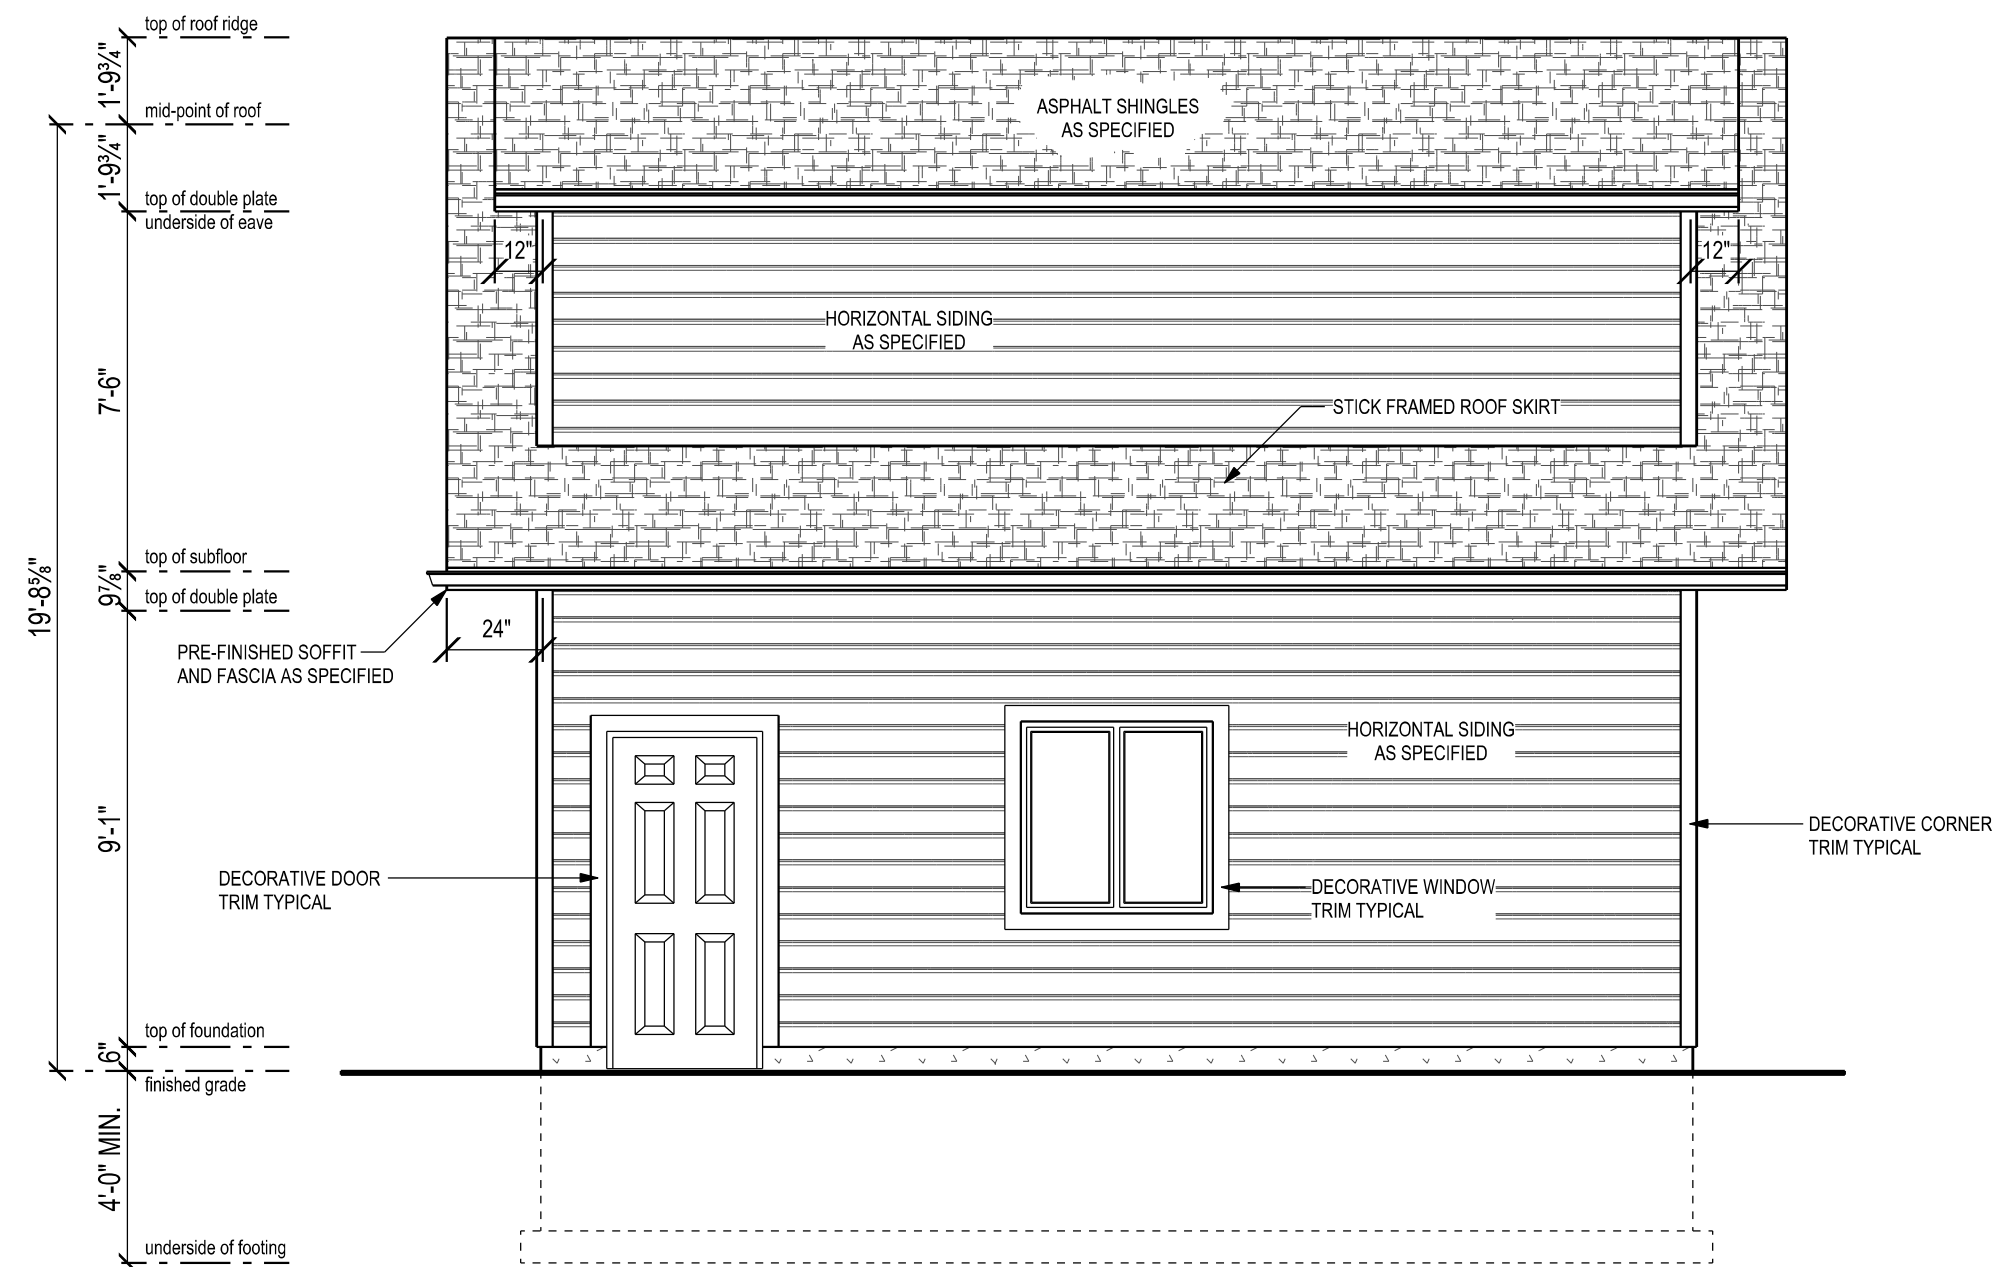 top of roof ridge
1'-9¾"
mid-point of roof
1'-9¾"
top of double plate
underside of eave
ASPHALT SHINGLES
AS SPECIFIED
12"
12"
HORIZONTAL SIDING
AS SPECIFIED
7'-6"
STICK FRAMED ROOF SKIRT
top of subfloor
9⅞"
top of double plate
19'-8⅝"
24"
PRE-FINISHED SOFFIT
AND FASCIA AS SPECIFIED
HORIZONTAL SIDING
AS SPECIFIED
9'-1"
DECORATIVE CORNER
TRIM TYPICAL
DECORATIVE DOOR
TRIM TYPICAL
DECORATIVE WINDOW
TRIM TYPICAL
top of foundation
6"
finished grade
4'-0" MIN.
underside of footing